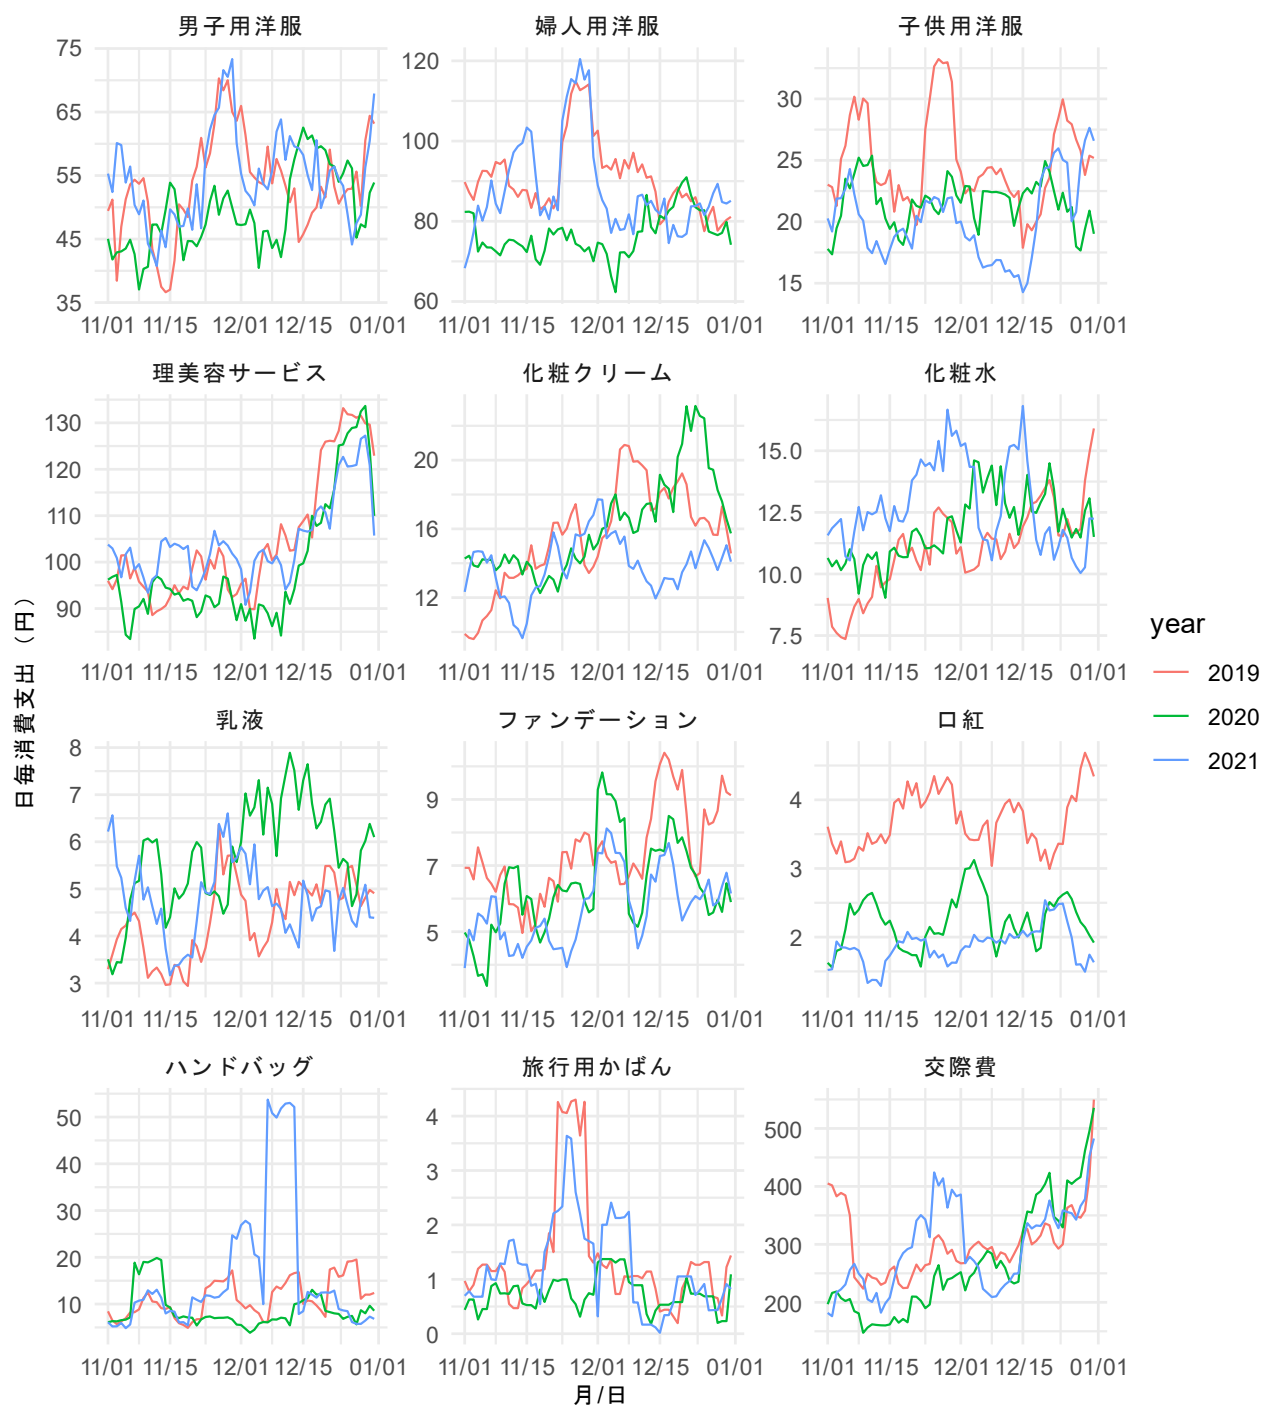 男子用洋服 婦人用洋服 子供用洋服
75 65 55 45 35
120 100 80 60
30 25 20 15
11/01 11/15 12/01 12/15 01/01 11/01 11/15 12/01 12/15 01/01 11/01 11/15 12/01 12/15 01/01
理美容サービス 化粧クリーム 化粧水
130 120 110 100 90
20 16 12
15.0 12.5 10.0 7.5
11/01 11/15 12/01 12/15 01/01 11/01 11/15 12/01 12/15 01/01 11/01 11/15 12/01 12/15 01/01
乳液 ファンデーション 口紅
8 7 6 5 4 3
9 7 5
4 3 2
11/01 11/15 12/01 12/15 01/01 11/01 11/15 12/01 12/15 01/01 11/01 11/15 12/01 12/15 01/01
ハンドバッグ 旅行用かばん 交際費
50 40 30 20 10
4 3 2 1 0
500 400 300 200
11/01 11/15 12/01 12/15 01/01 11/01 11/15 12/01 12/15 01/01 11/01 11/15 12/01 12/15 01/01
月/日
日毎消費支出（円）
year
2019
2020
2021